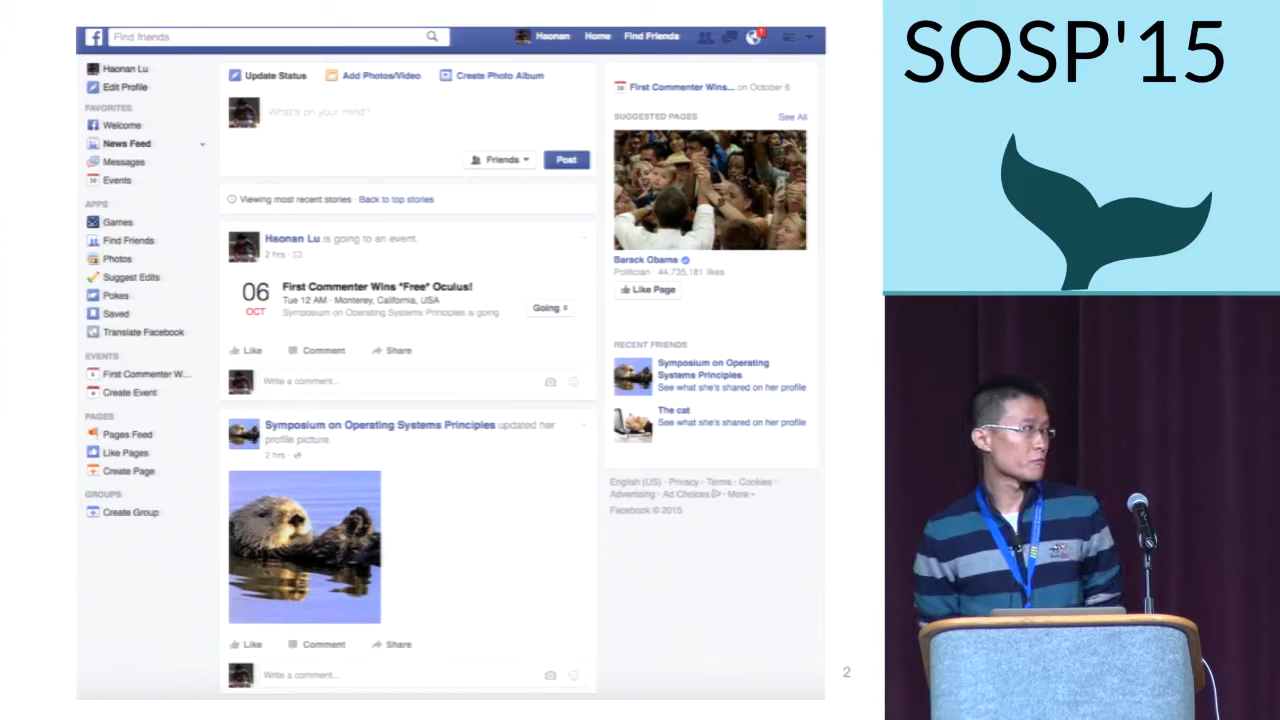 Find friends
Haonan
Home
Find Friends
1
SOSP'15
Haonan Lu
Edit Profile
FAVORITES
Welcome
News Feed
Messages
Events
APPS
Games
Find Friends
Photos
Suggest Edits
Pokes
Saved
Translate Facebook
EVENTS
First Commenter W...
Create Event
PAGES
Pages Feed
Like Pages
Create Page
GROUPS
Create Group
Update Status
Add Photos/Video
Create Photo Album
What's on your mind?
Friends
Post
Viewing most recent stories · Back to top stories
Haonan Lu is going to an event.
2 hrs ·
06
OCT
First Commenter Wins *Free* Oculus!
Tue 12 AM · Monterey, California, USA
Symposium on Operating Systems Principles is going
Going
Like
Comment
Share
Write a comment...
Symposium on Operating Systems Principles updated her
profile picture.
2 hrs ·
Like
Comment
Share
Write a comment...
First Commenter Wins... on October 6
SUGGESTED PAGES
See All
Barack Obama
Politician · 44,735,181 likes
Like Page
RECENT FRIENDS
Symposium on Operating
Systems Principles
See what she's shared on her profile
The cat
See what she's shared on her profile
English (US) · Privacy · Terms · Cookies ·
Advertising · Ad Choices · More
Facebook © 2015
2